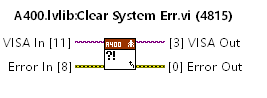 A400.lvlib:Clear System Err.vi (4815)
VISA In [11] A400 [3] VISA Out
Error In [8] ?! [0] Error Out